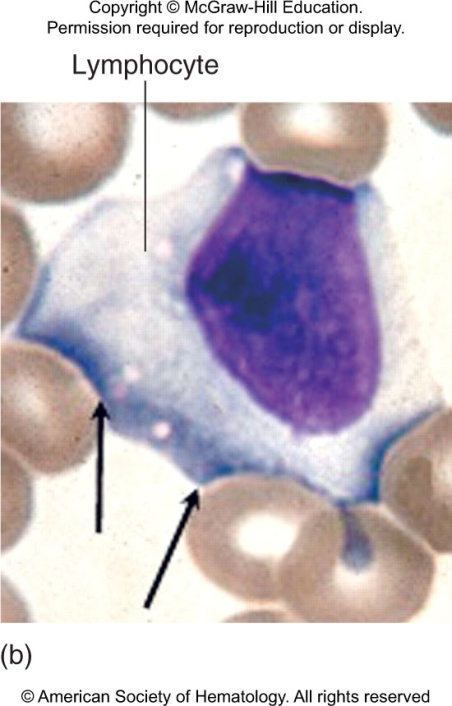 Copyright © McGraw-Hill Education.
Permission required for reproduction or display.
Lymphocyte
(b)
© American Society of Hematology. All rights reserved